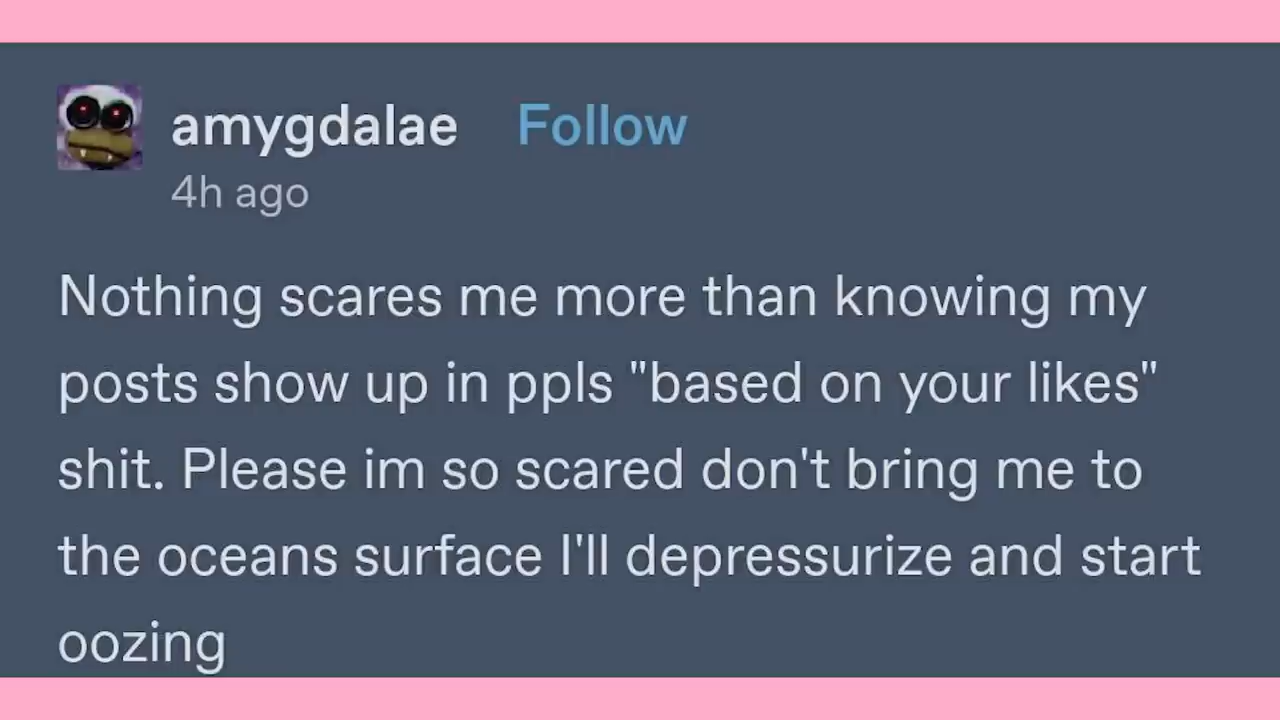 amygdalae Follow
4h ago
Nothing scares me more than knowing my
posts show up in ppls "based on your likes"
shit. Please im so scared don't bring me to
the oceans surface I'll depressurize and start
oozing